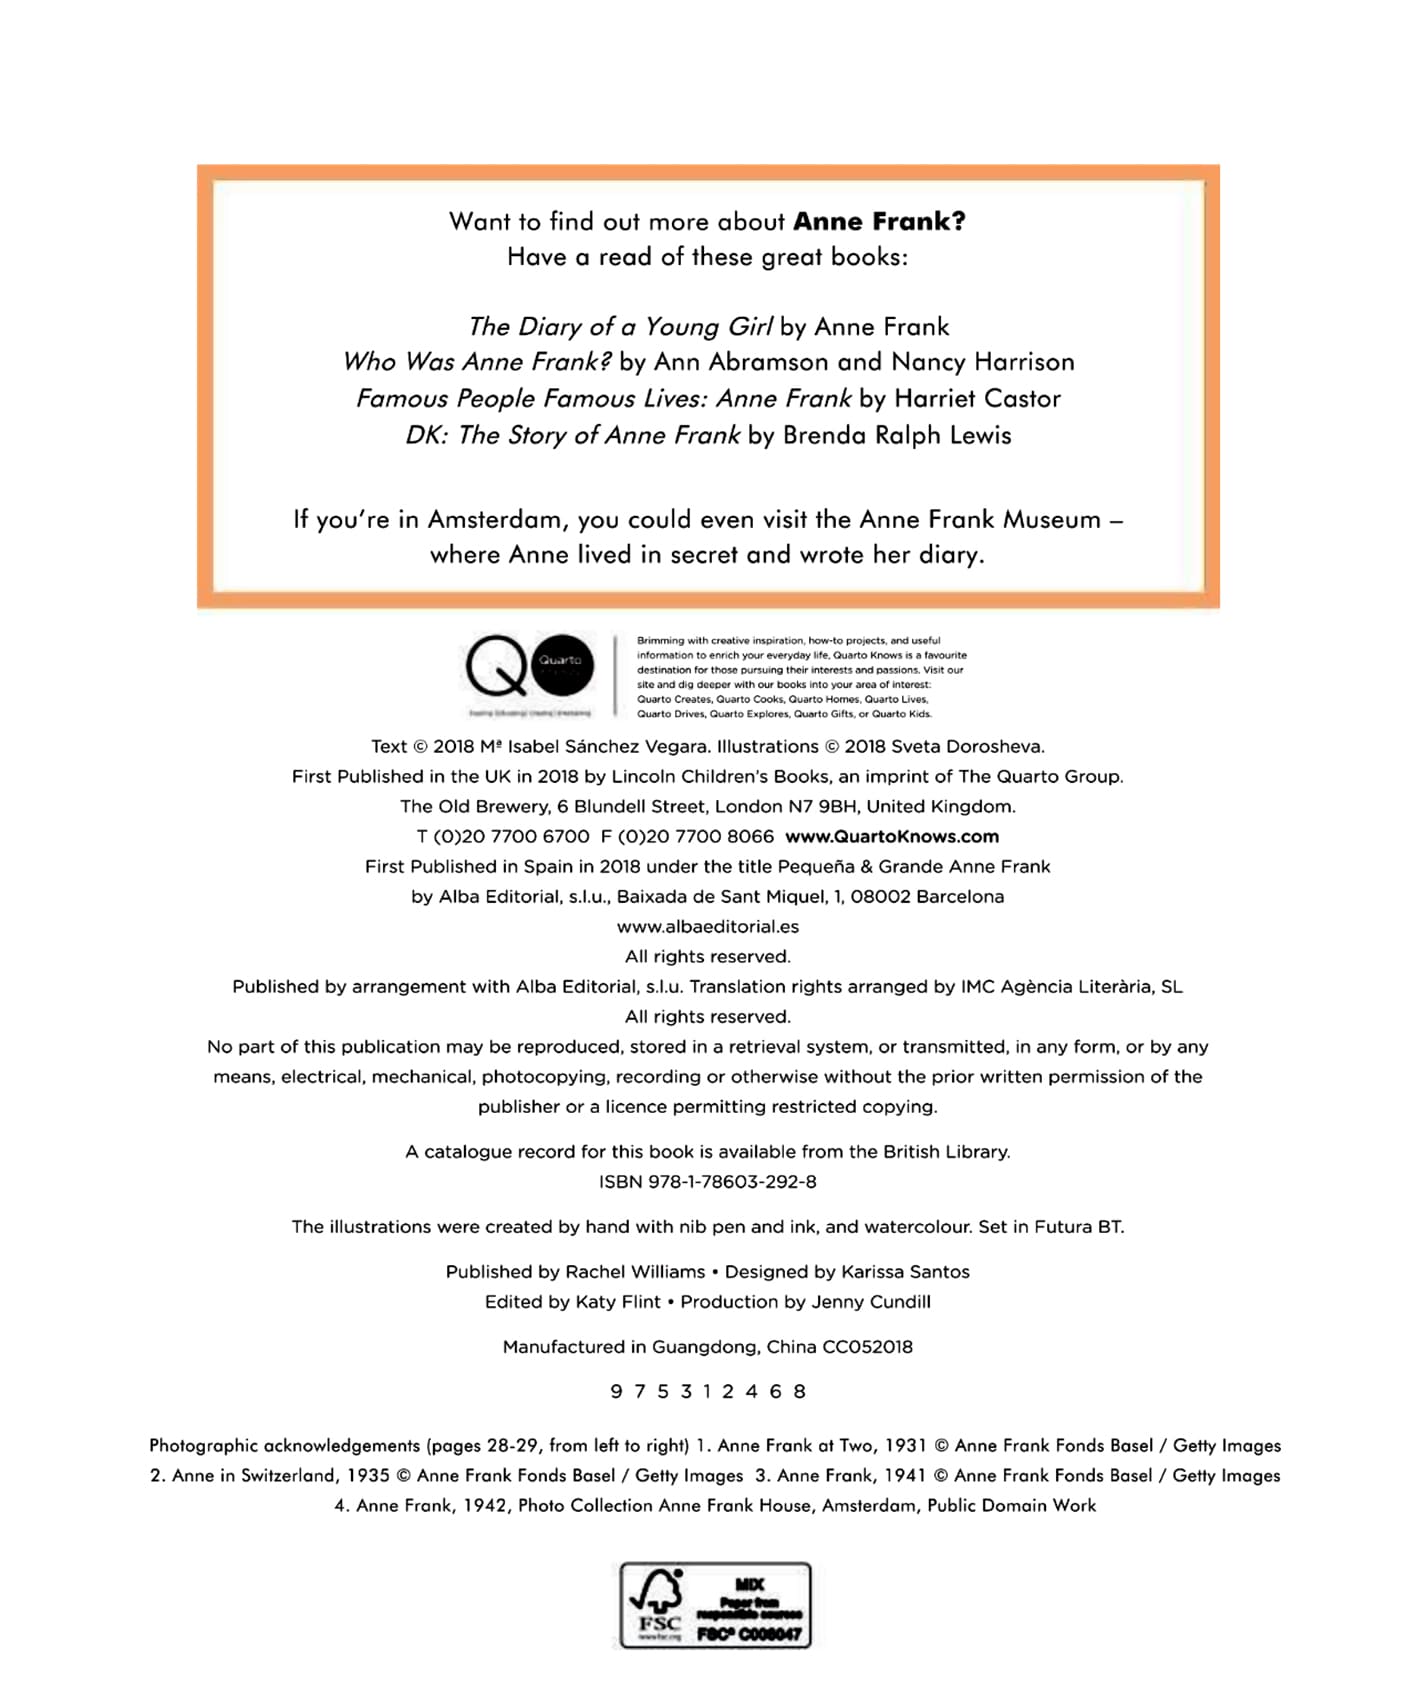 Want to find out more about Anne Frank?
Have a read of these great books:
The Diary of a Young Girl by Anne Frank
Who Was Anne Frank? by Ann Abramson and Nancy Harrison
Famous People Famous Lives: Anne Frank by Harriet Castor
DK: The Story of Anne Frank by Brenda Ralph Lewis
If you’re in Amsterdam, you could even visit the Anne Frank Museum –
where Anne lived in secret and wrote her diary.
Quarto
Brimming with creative inspiration, how-to projects, and useful
information to enrich your everyday life, Quarto Knows is a favourite
destination for those pursuing their interests and passions. Visit our
site and dig deeper with our books into your area of interest:
Quarto Creates, Quarto Cooks, Quarto Homes, Quarto Lives,
Quarto Drives, Quarto Explores, Quarto Gifts, or Quarto Kids.
Text © 2018 Mª Isabel Sánchez Vegara. Illustrations © 2018 Sveta Dorosheva.
First Published in the UK in 2018 by Lincoln Children’s Books, an imprint of The Quarto Group.
The Old Brewery, 6 Blundell Street, London N7 9BH, United Kingdom.
T (0)20 7700 6700 F (0)20 7700 8066 www.QuartoKnows.com
First Published in Spain in 2018 under the title Pequeña & Grande Anne Frank
by Alba Editorial, s.l.u., Baixada de Sant Miquel, 1, 08002 Barcelona
www.albaeditorial.es
All rights reserved.
Published by arrangement with Alba Editorial, s.l.u. Translation rights arranged by IMC Agència Literària, SL
All rights reserved.
No part of this publication may be reproduced, stored in a retrieval system, or transmitted, in any form, or by any
means, electrical, mechanical, photocopying, recording or otherwise without the prior written permission of the
publisher or a licence permitting restricted copying.
A catalogue record for this book is available from the British Library.
ISBN 978-1-78603-292-8
The illustrations were created by hand with nib pen and ink, and watercolour. Set in Futura BT.
Published by Rachel Williams • Designed by Karissa Santos
Edited by Katy Flint • Production by Jenny Cundill
Manufactured in Guangdong, China CC052018
9 7 5 3 1 2 4 6 8
Photographic acknowledgements (pages 28-29, from left to right) 1. Anne Frank at Two, 1931 © Anne Frank Fonds Basel / Getty Images
2. Anne in Switzerland, 1935 © Anne Frank Fonds Basel / Getty Images 3. Anne Frank, 1941 © Anne Frank Fonds Basel / Getty Images
4. Anne Frank, 1942, Photo Collection Anne Frank House, Amsterdam, Public Domain Work
FSC
www.fsc.org
MIX
Paper from
responsible sources
FSC® C008047